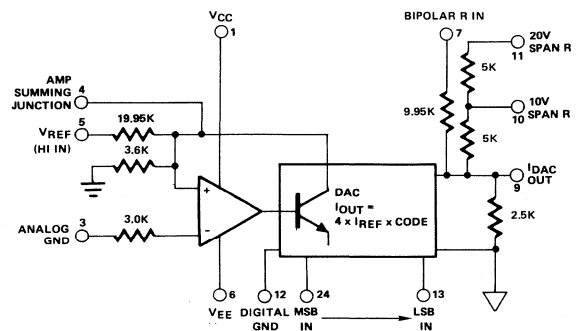 VCC
1
BIPOLAR R IN
7
20V
SPAN R
11
5K
AMP
SUMMING
JUNCTION
4
9.95K
10V
SPAN R
10
5
VREF
(HI IN)
19.95K
5K
3.6K
IDAC
OUT
9
DAC
IOUT =
4 x IREF x CODE
+
−
ANALOG
GND
3
3.0K
2.5K
6
VEE
12
DIGITAL
GND
24
MSB
IN
13
LSB
IN